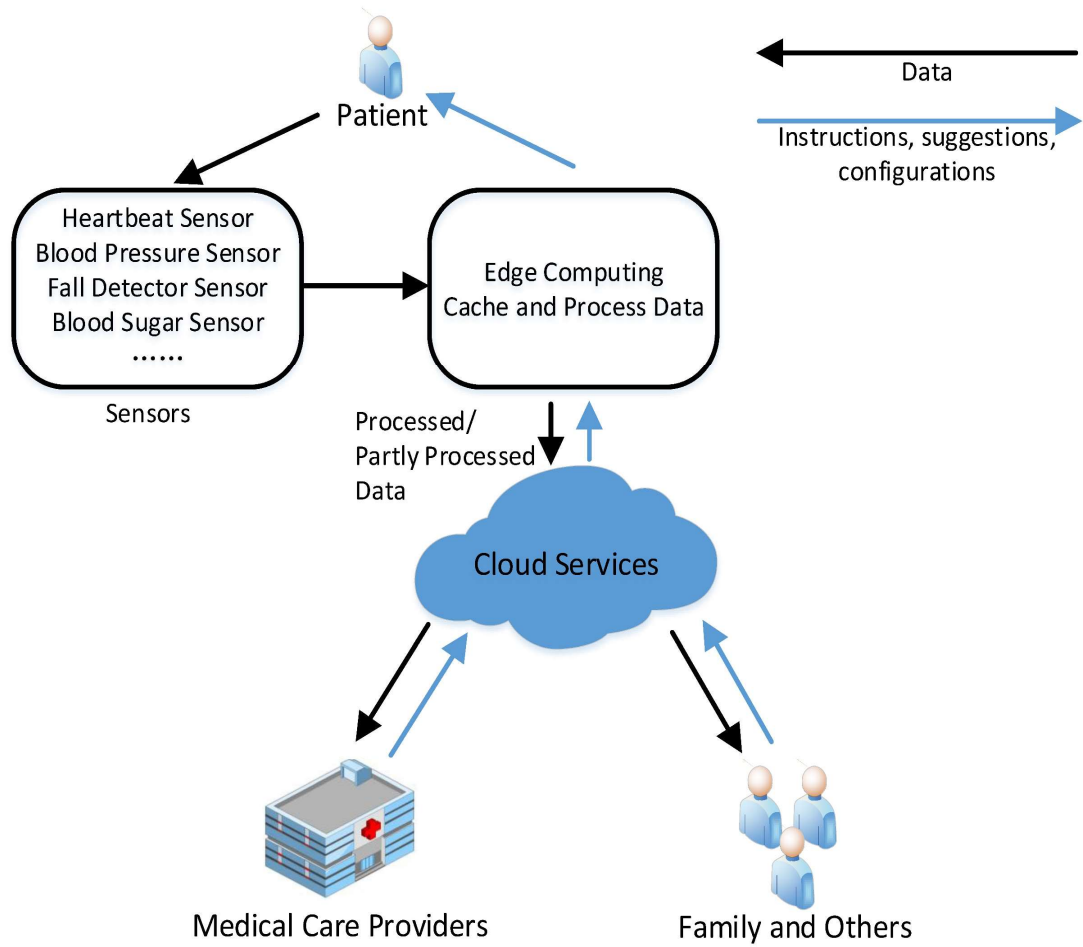 Patient
Data
Instructions, suggestions,
configurations
Heartbeat Sensor
Blood Pressure Sensor
Fall Detector Sensor
Blood Sugar Sensor
......
Sensors
Edge Computing
Cache and Process Data
Processed/
Partly Processed
Data
Cloud Services
Medical Care Providers
Family and Others